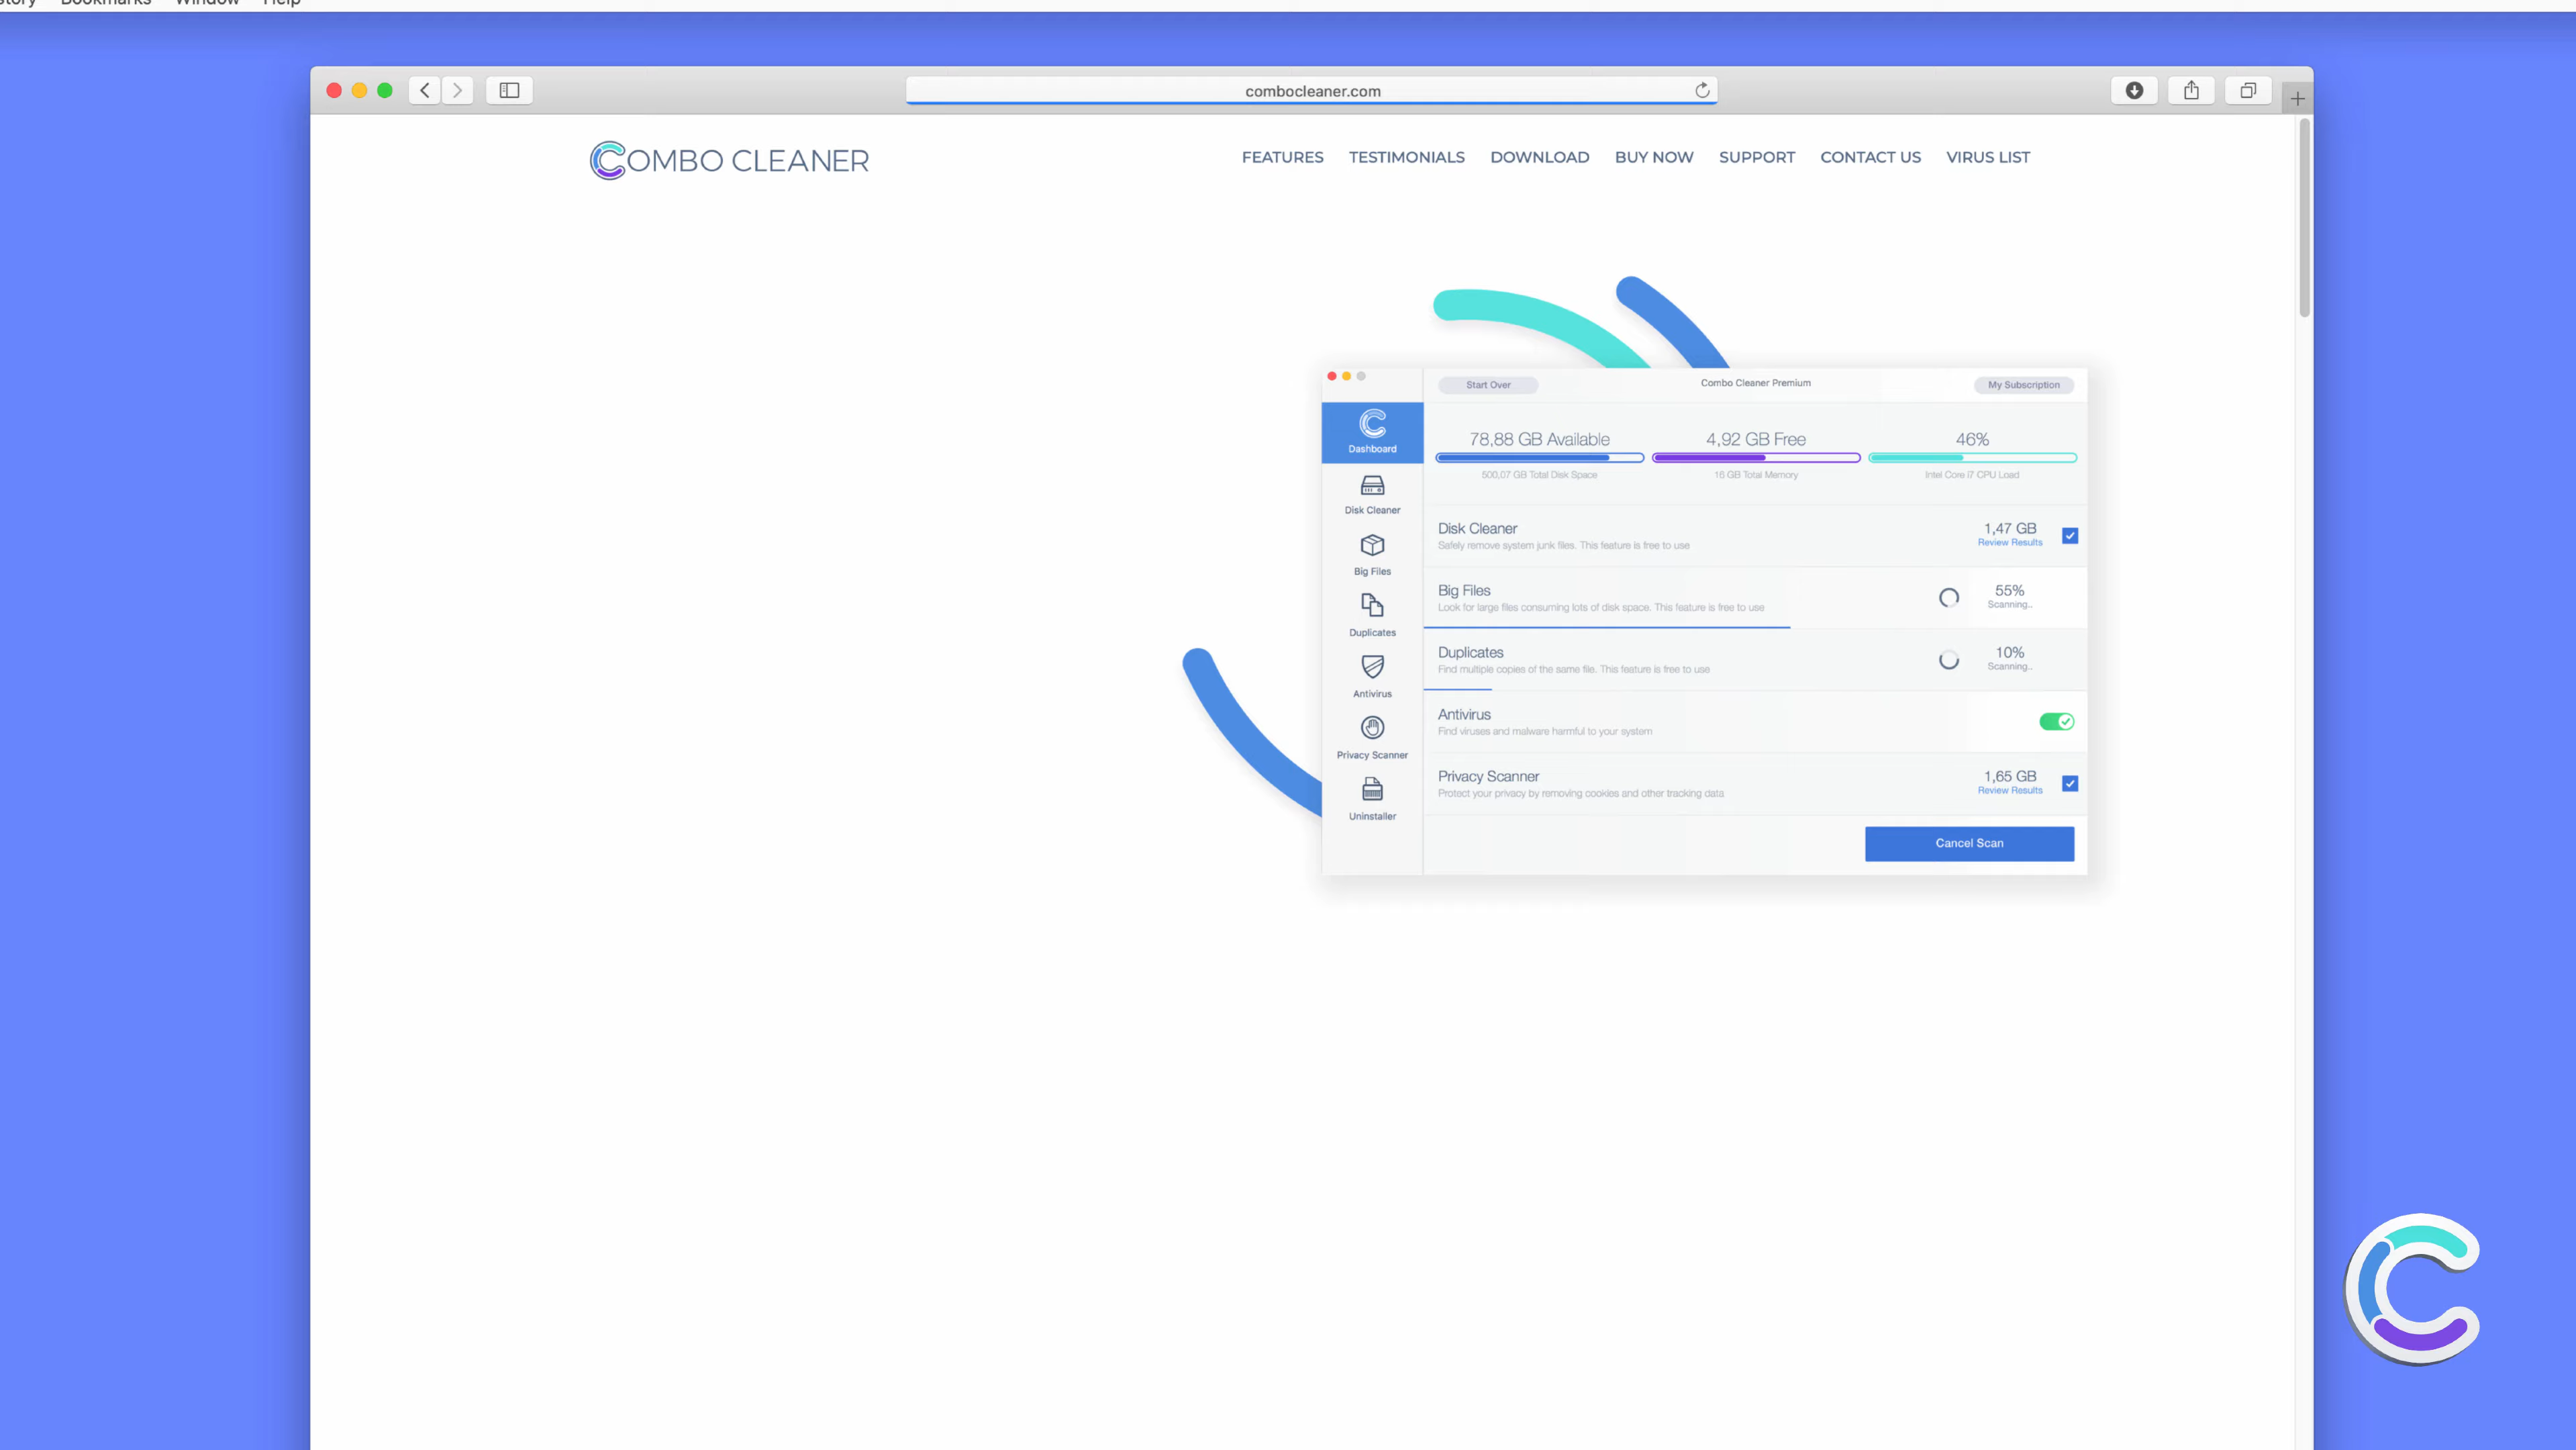 Bookmarks Window Help
combocleaner.com
COMBO CLEANER
FEATURES TESTIMONIALS DOWNLOAD BUY NOW SUPPORT CONTACT US VIRUS LIST
Start Over Combo Cleaner Premium My Subscription
Dashboard
Disk Cleaner
Big Files
Duplicates
Antivirus
Privacy Scanner
Uninstaller
78,88 GB Available 4,92 GB Free 46%
500,07 GB Total Disk Space 16 GB Total Memory Intel Core i7 CPU Load
Disk Cleaner 1,47 GB
Safely remove system junk files. This feature is free to use Review Results
Big Files 55%
Look for large files consuming lots of disk space. This feature is free to use Scanning..
Duplicates 10%
Find multiple copies of the same file. This feature is free to use Scanning..
Antivirus
Find viruses and malware harmful to your system
Privacy Scanner 1,65 GB
Protect your privacy by removing cookies and other tracking data Review Results
Cancel Scan